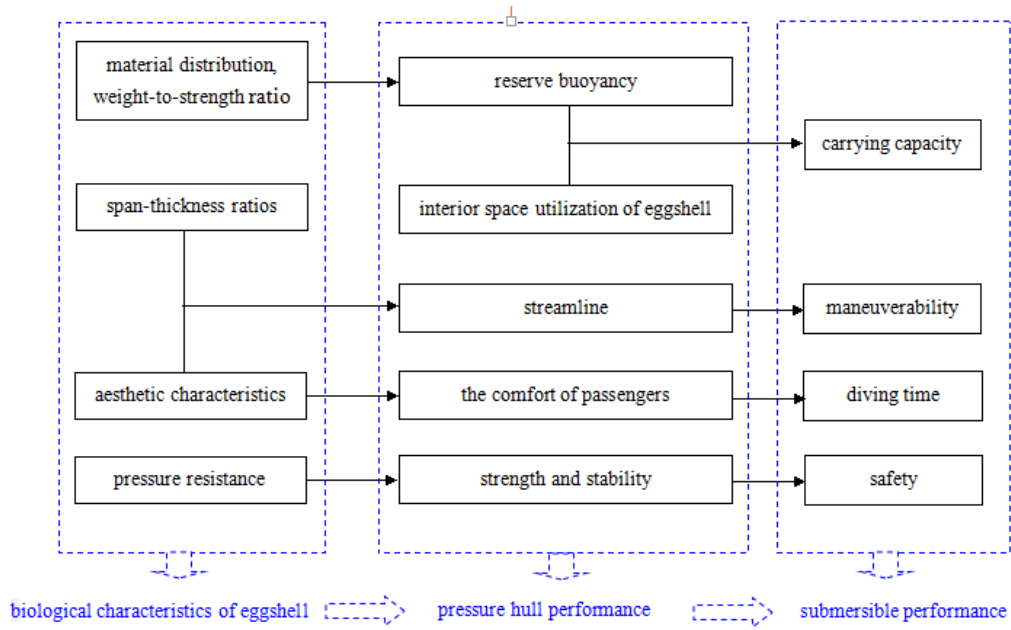 material distribution,
weight-to-strength ratio
reserve buoyancy
carrying capacity
span-thickness ratios
interior space utilization of eggshell
streamline
maneuverability
aesthetic characteristics
the comfort of passengers
diving time
pressure resistance
strength and stability
safety
biological characteristics of eggshell
pressure hull performance
submersible performance